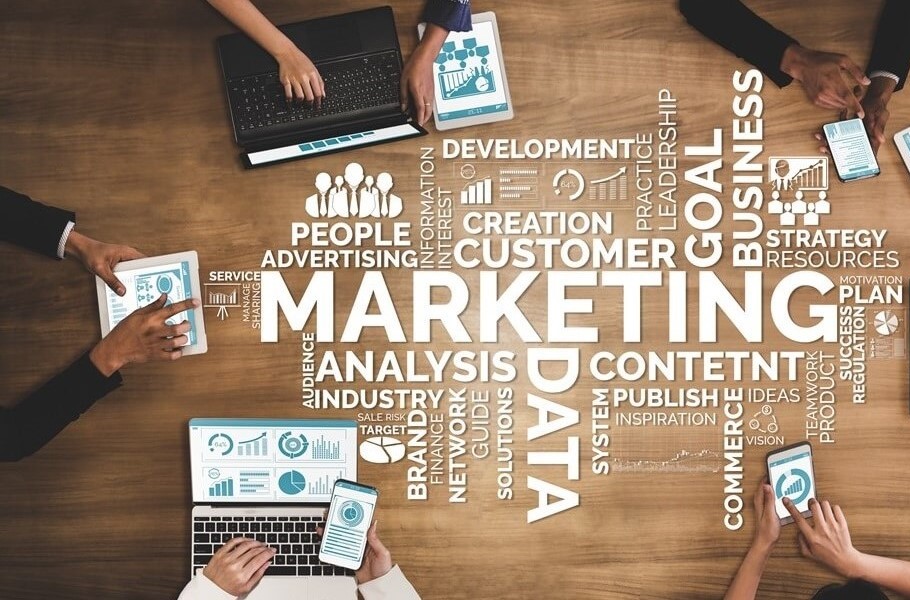 DEVELOPMENT
PRACTICE
LEADERSHIP
GOAL
BUSINESS
INFORMATION
INTEREST
64%
CREATION
PEOPLE
ADVERTISING
CUSTOMER
STRATEGY
RESOURCES
SERVICE
MANAGE
SHARING
MARKETING
MOTIVATION
PLAN
SUCCESS
REGULATION
AUDIENCE
ANALYSIS
DATA
CONTETNT
INDUSTRY
SALE RISK
TARGET
BRAND
FINANCE
NETWORK
GUIDE
SOLUTIONS
SYSTEM
PUBLISH
INSPIRATION
COMMERCE
IDEAS
VISION
TEAMWORK
PRODUCT
64%